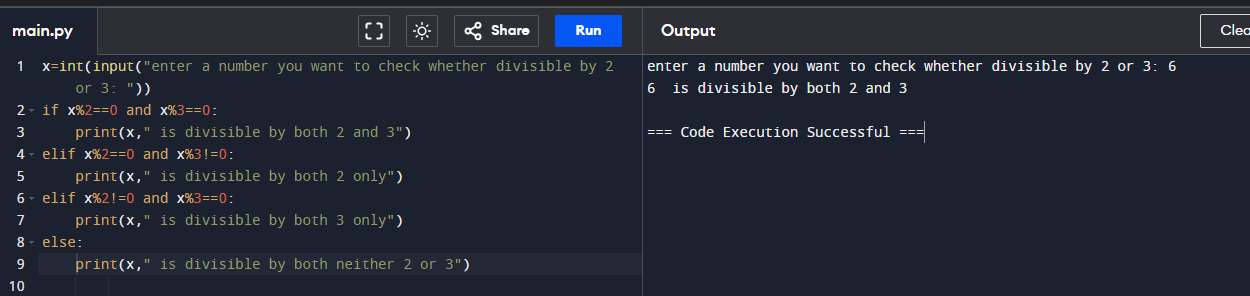 main.py Share Run Output
1 x=int(input("enter a number you want to check whether divisible by 2
or 3: "))
2 if x%2==0 and x%3==0:
3 print(x," is divisible by both 2 and 3")
4 elif x%2==0 and x%3!=0:
5 print(x," is divisible by both 2 only")
6 elif x%2!=0 and x%3==0:
7 print(x," is divisible by both 3 only")
8 else:
9 print(x," is divisible by both neither 2 or 3")
10
enter a number you want to check whether divisible by 2 or 3: 6
6  is divisible by both 2 and 3
=== Code Execution Successful ===